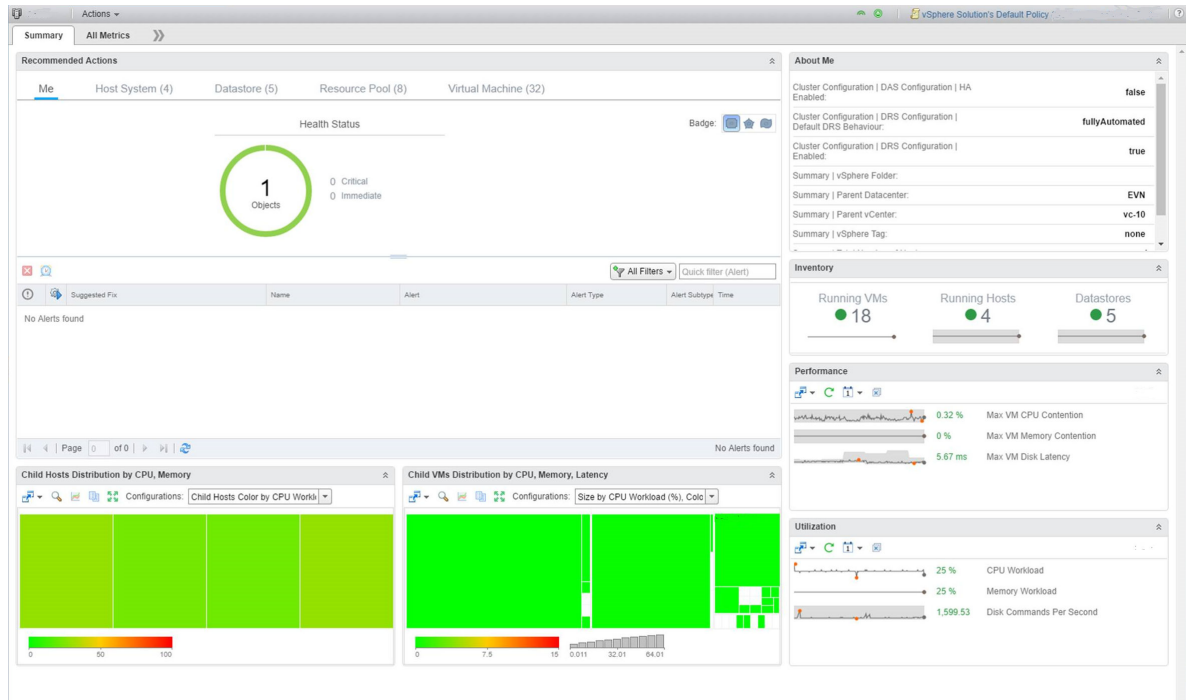 Actions
vSphere Solution's Default Policy
?
Summary All Metrics
Recommended Actions
Me Host System (4) Datastore (5) Resource Pool (8) Virtual Machine (32)
Health Status
Badge:
1
Objects
0 Critical
0 Immediate
All Filters Quick filter (Alert)
Suggested Fix Name Alert Alert Type Alert Subtype Time
No Alerts found
Page 0 of 0 No Alerts found
Child Hosts Distribution by CPU, Memory
Configurations: Child Hosts Color by CPU Workl
0 50 100
Child VMs Distribution by CPU, Memory, Latency
Configurations: Size by CPU Workload (%), Colo
0 7.5 15 0.011 32.01 64.01
About Me
Cluster Configuration | DAS Configuration | HA
Enabled: false
Cluster Configuration | DRS Configuration |
Default DRS Behaviour: fullyAutomated
Cluster Configuration | DRS Configuration |
Enabled: true
Summary | vSphere Folder:
Summary | Parent Datacenter: EVN
Summary | Parent vCenter: vc-10
Summary | vSphere Tag: none
Inventory
Running VMs Running Hosts Datastores
18 4 5
Performance
0.32 % Max VM CPU Contention
0 % Max VM Memory Contention
5.67 ms Max VM Disk Latency
Utilization
25 % CPU Workload
25 % Memory Workload
1,599.53 Disk Commands Per Second